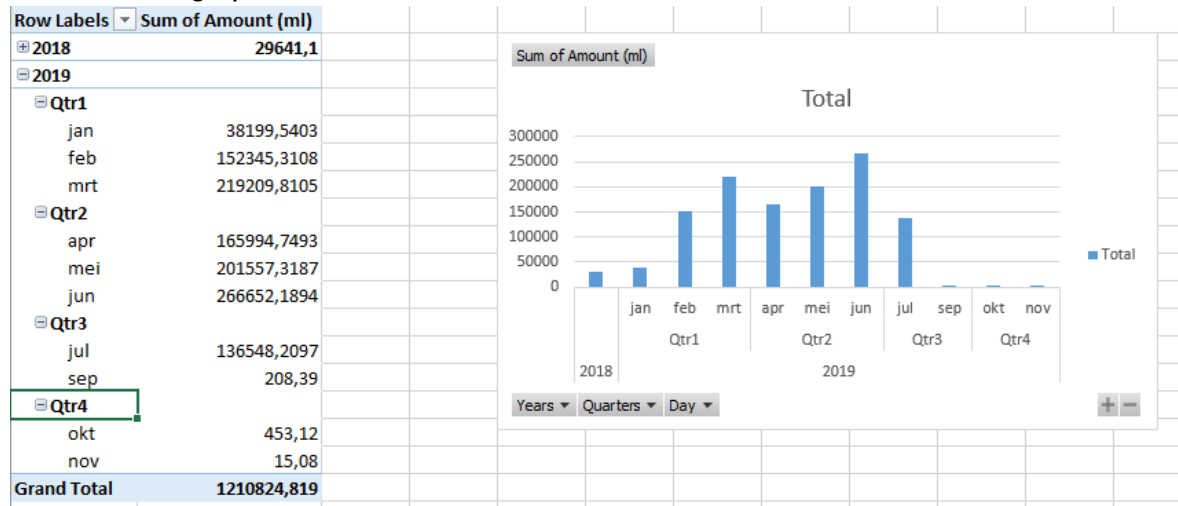 Row Labels Sum of Amount (ml)
2018 29641,1
2019
Qtr1
jan 38199,5403
feb 152345,3108
mrt 219209,8105
Qtr2
apr 165994,7493
mei 201557,3187
jun 266652,1894
Qtr3
jul 136548,2097
sep 208,39
Qtr4
okt 453,12
nov 15,08
Grand Total 1210824,819
Sum of Amount (ml)
Total
300000
250000
200000
150000
100000
50000
0
Total
jan feb mrt apr mei jun jul sep okt nov
Qtr1 Qtr2 Qtr3 Qtr4
2018 2019
Years Quarters Day